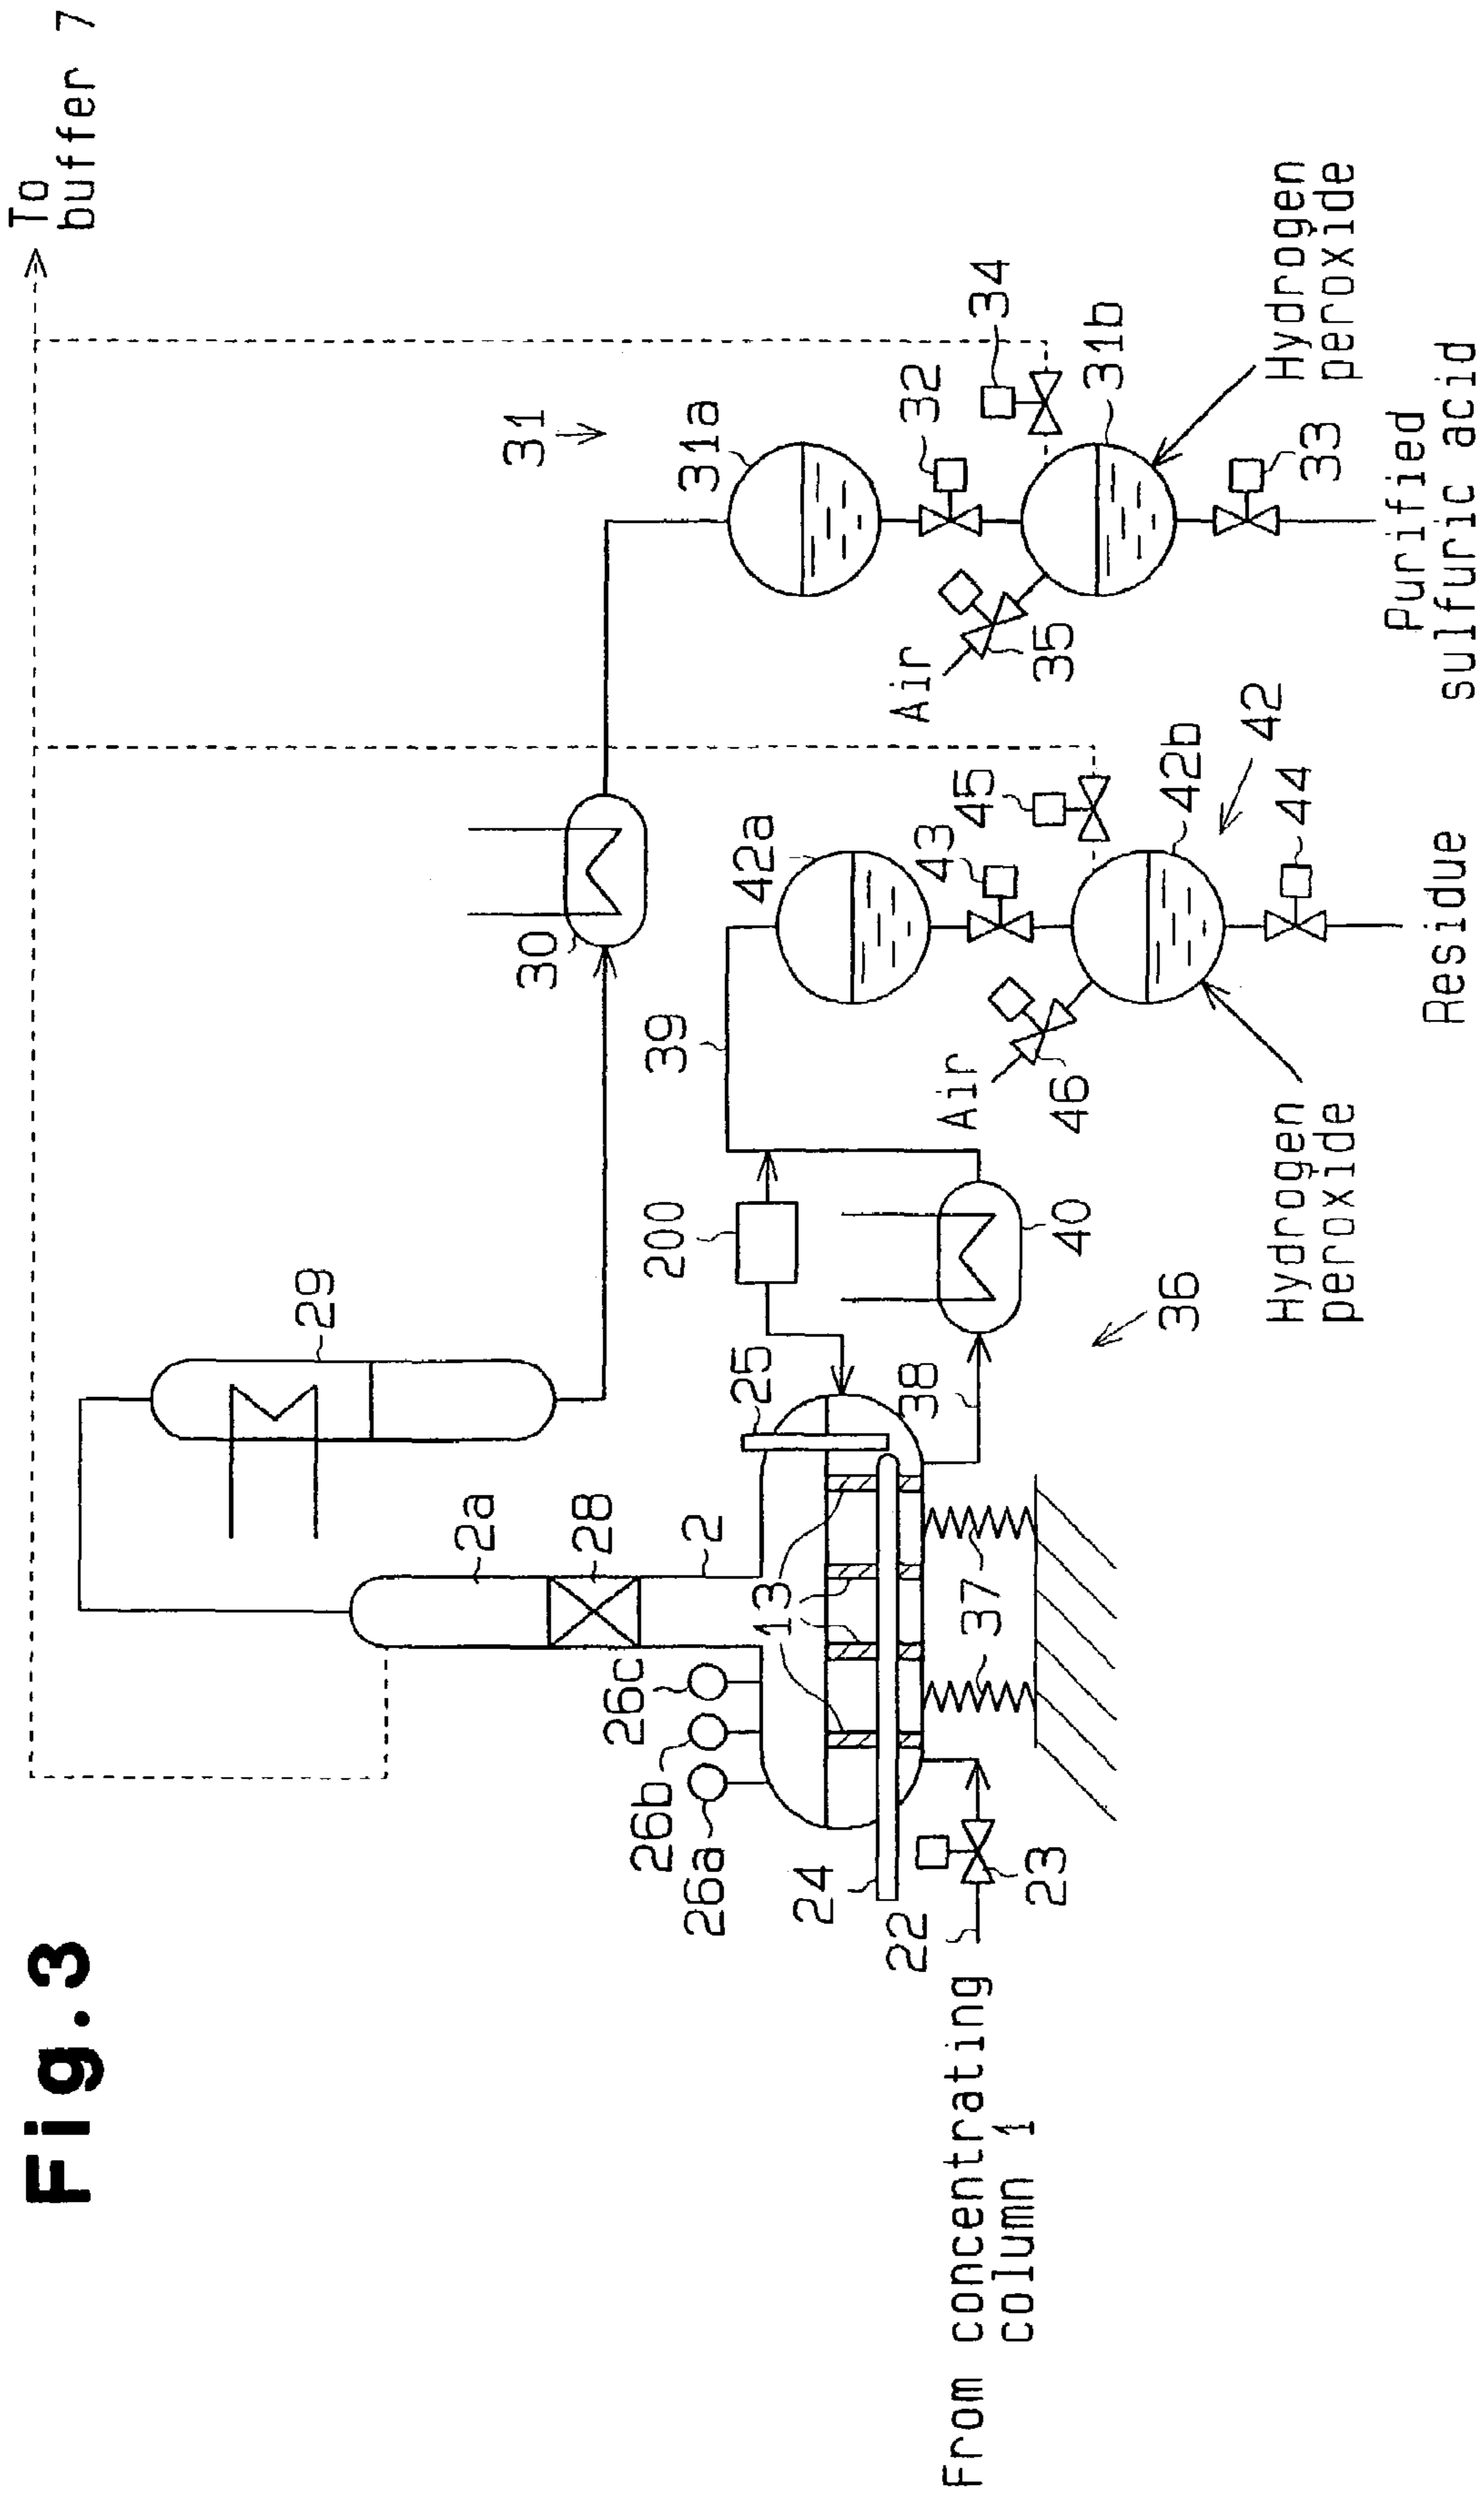 Fig.3
To
buffer 7
29
2a
28
2
26c
26b
26a
25
13
24
22
23
37
38
36
40
200
39
30
31
31a
31b
32
33
34
35
Air
42a
42b
42
43
44
45
46
Air
Hydrogen
peroxide
Hydrogen
peroxide
Purified
sulfuric acid
Residue
From concentrating
column 1